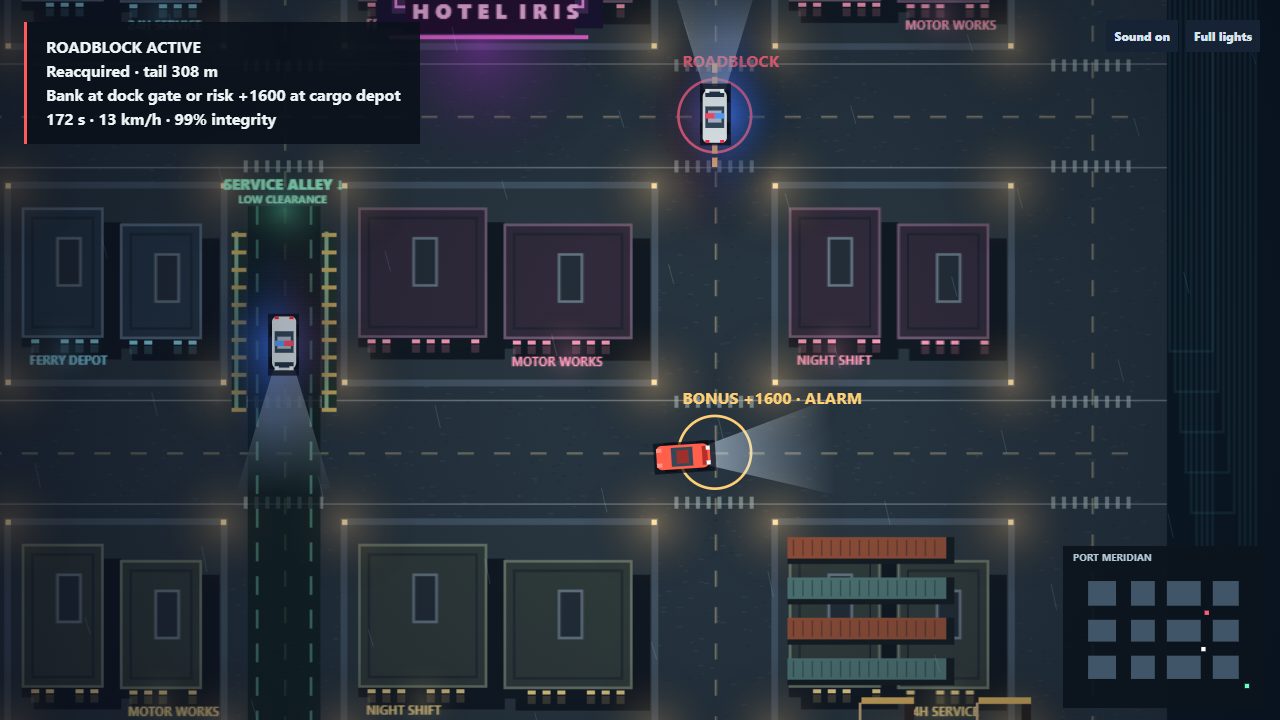 HOTEL IRIS
MOTOR WORKS
ROADBLOCK ACTIVE
Reacquired · tail 308 m
Bank at dock gate or risk +1600 at cargo depot
172 s · 13 km/h · 99% integrity
Sound on
Full lights
ROADBLOCK
SERVICE ALLEY
LOW CLEARANCE
FERRY DEPOT
MOTOR WORKS
NIGHT SHIFT
BONUS +1600 · ALARM
PORT MERIDIAN
MOTOR WORKS
NIGHT SHIFT
4H SERVICE